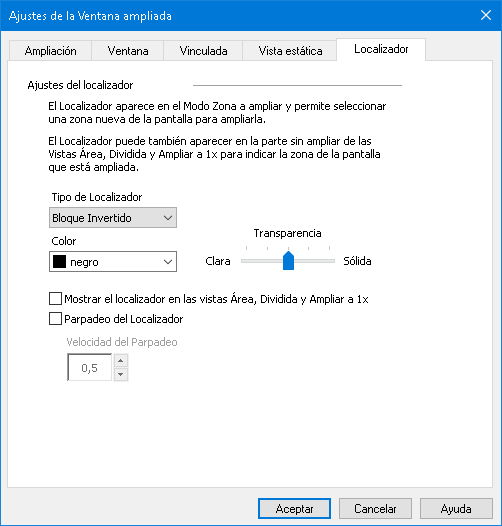 Ajustes de la Ventana ampliada
Ampliación
Ventana
Vinculada
Vista estática
Localizador
Ajustes del localizador
El Localizador aparece en el Modo Zona a ampliar y permite seleccionar
una zona nueva de la pantalla para ampliarla.
El Localizador puede también aparecer en la parte sin ampliar de las
Vistas Área, Dividida y Ampliar a 1x para indicar la zona de la pantalla
que está ampliada.
Tipo de Localizador
Bloque Invertido
Color
negro
Transparencia
Clara
Sólida
Mostrar el localizador en las vistas Área, Dividida y Ampliar a 1x
Parpadeo del Localizador
Velocidad del Parpadeo
0,5
Aceptar
Cancelar
Ayuda